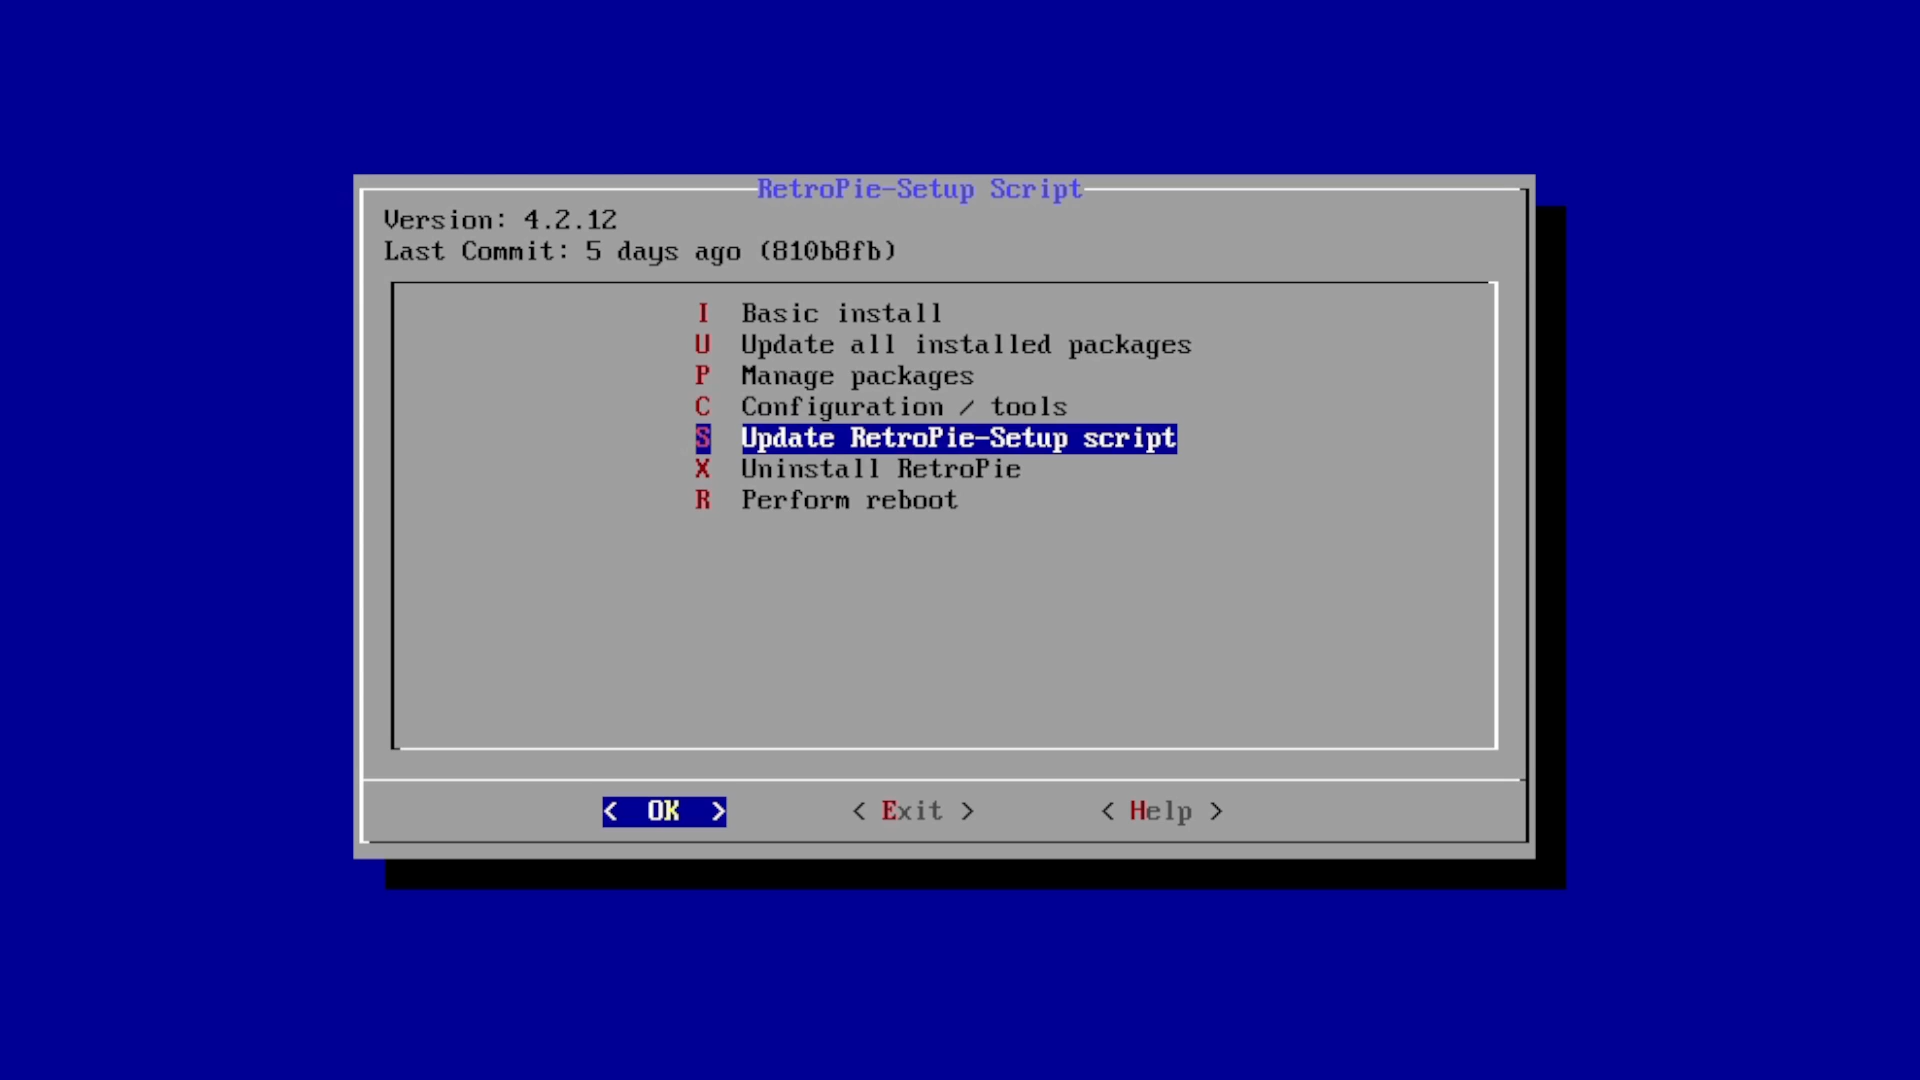 RetroPie-Setup Script
Version: 4.2.12
Last Commit: 5 days ago (810b8fb)
I Basic install
U Update all installed packages
P Manage packages
C Configuration / tools
S Update RetroPie-Setup script
X Uninstall RetroPie
R Perform reboot
< OK > < Exit > < Help >